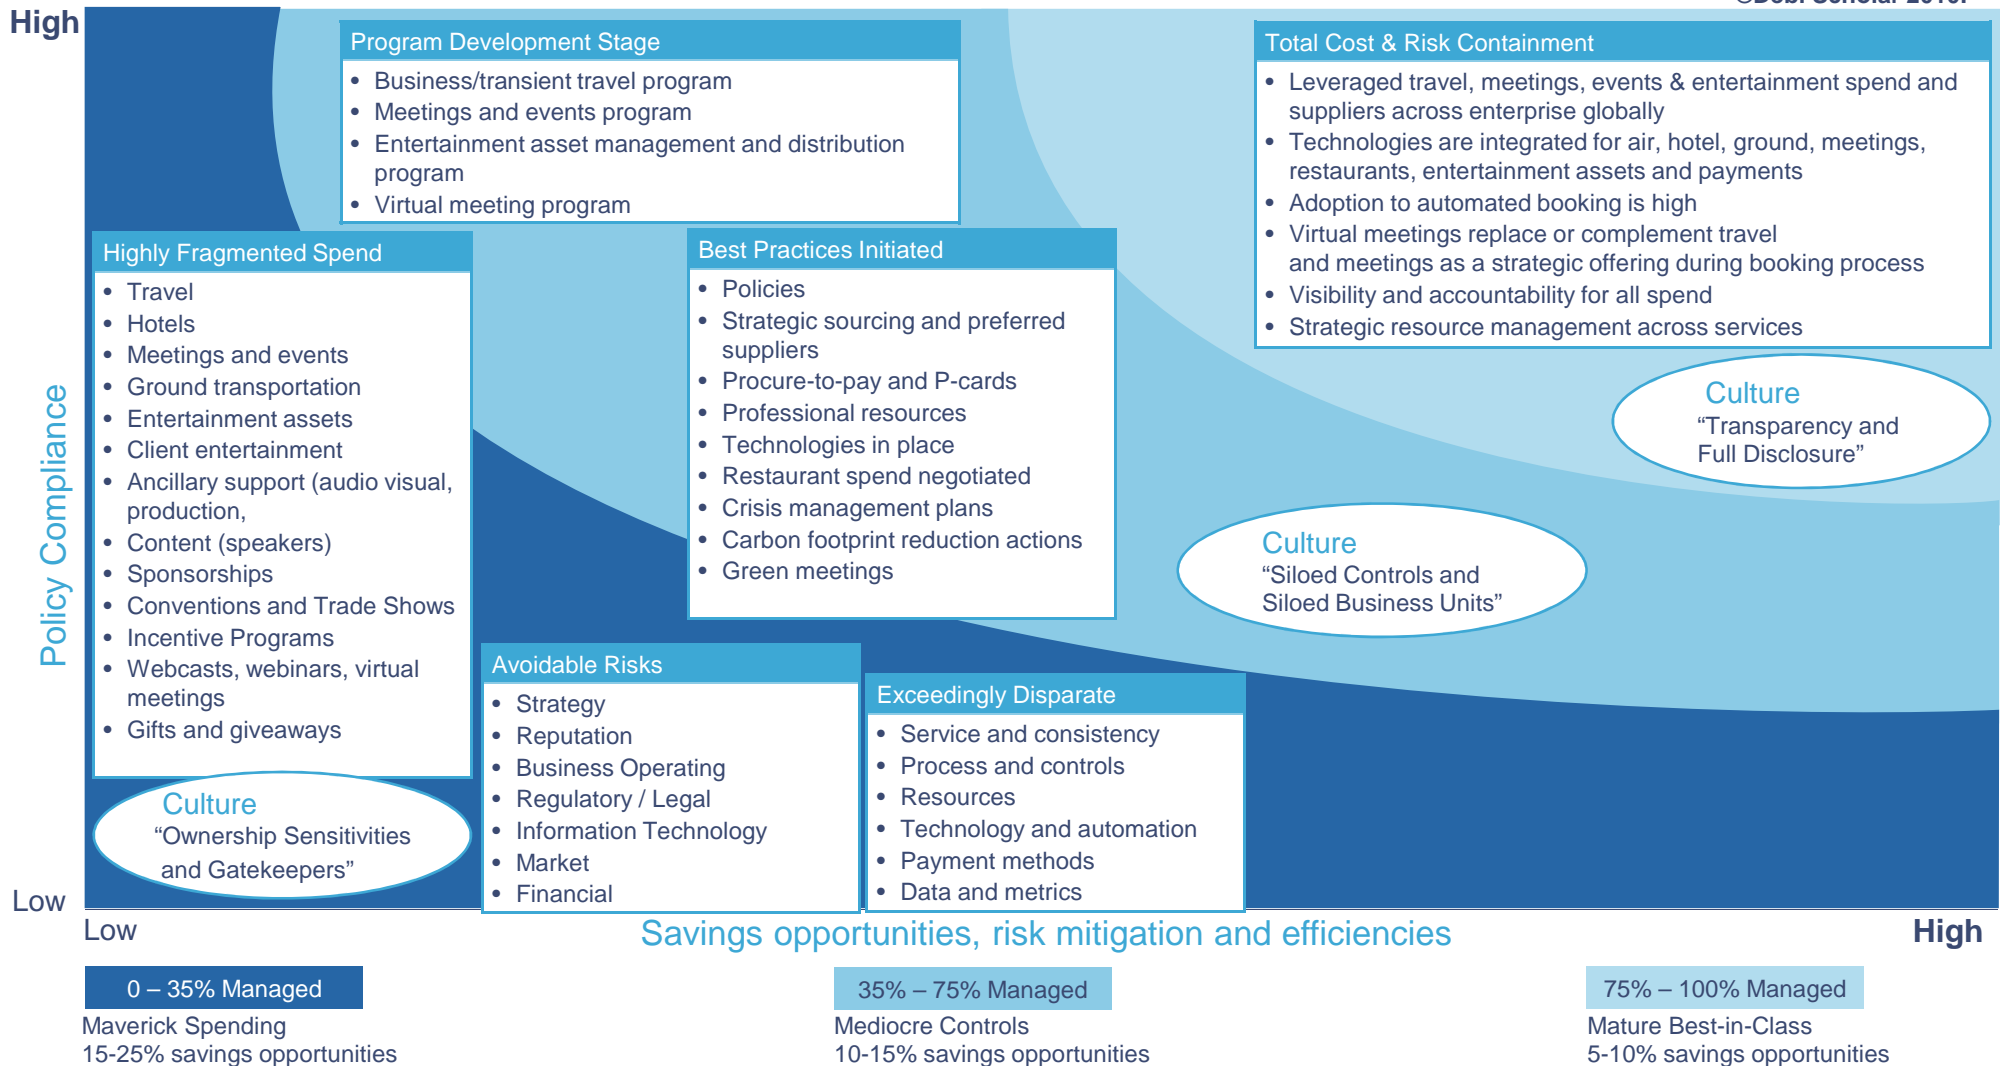 High
Program Development Stage
• Business/transient travel program
• Meetings and events program
• Entertainment asset management and distribution
program
• Virtual meeting program
Total Cost & Risk Containment
• Leveraged travel, meetings, events & entertainment spend and
suppliers across enterprise globally
• Technologies are integrated for air, hotel, ground, meetings,
restaurants, entertainment assets and payments
• Adoption to automated booking is high
• Virtual meetings replace or complement travel
and meetings as a strategic offering during booking process
• Visibility and accountability for all spend
• Strategic resource management across services
Highly Fragmented Spend
• Travel
• Hotels
• Meetings and events
• Ground transportation
• Entertainment assets
• Client entertainment
• Ancillary support (audio visual,
production,
• Content (speakers)
• Sponsorships
• Conventions and Trade Shows
• Incentive Programs
• Webcasts, webinars, virtual
meetings
• Gifts and giveaways
Best Practices Initiated
• Policies
• Strategic sourcing and preferred
suppliers
• Procure-to-pay and P-cards
• Professional resources
• Technologies in place
• Restaurant spend negotiated
• Crisis management plans
• Carbon footprint reduction actions
• Green meetings
Culture
“Transparency and
Full Disclosure”
Culture
“Siloed Controls and
Siloed Business Units”
Policy Compliance
Avoidable Risks
• Strategy
• Reputation
• Business Operating
• Regulatory / Legal
• Information Technology
• Market
• Financial
Exceedingly Disparate
• Service and consistency
• Process and controls
• Resources
• Technology and automation
• Payment methods
• Data and metrics
Culture
“Ownership Sensitivities
and Gatekeepers”
Low
Low
Savings opportunities, risk mitigation and efficiencies
High
0 – 35% Managed
Maverick Spending
15-25% savings opportunities
35% – 75% Managed
Mediocre Controls
10-15% savings opportunities
75% – 100% Managed
Mature Best-in-Class
5-10% savings opportunities